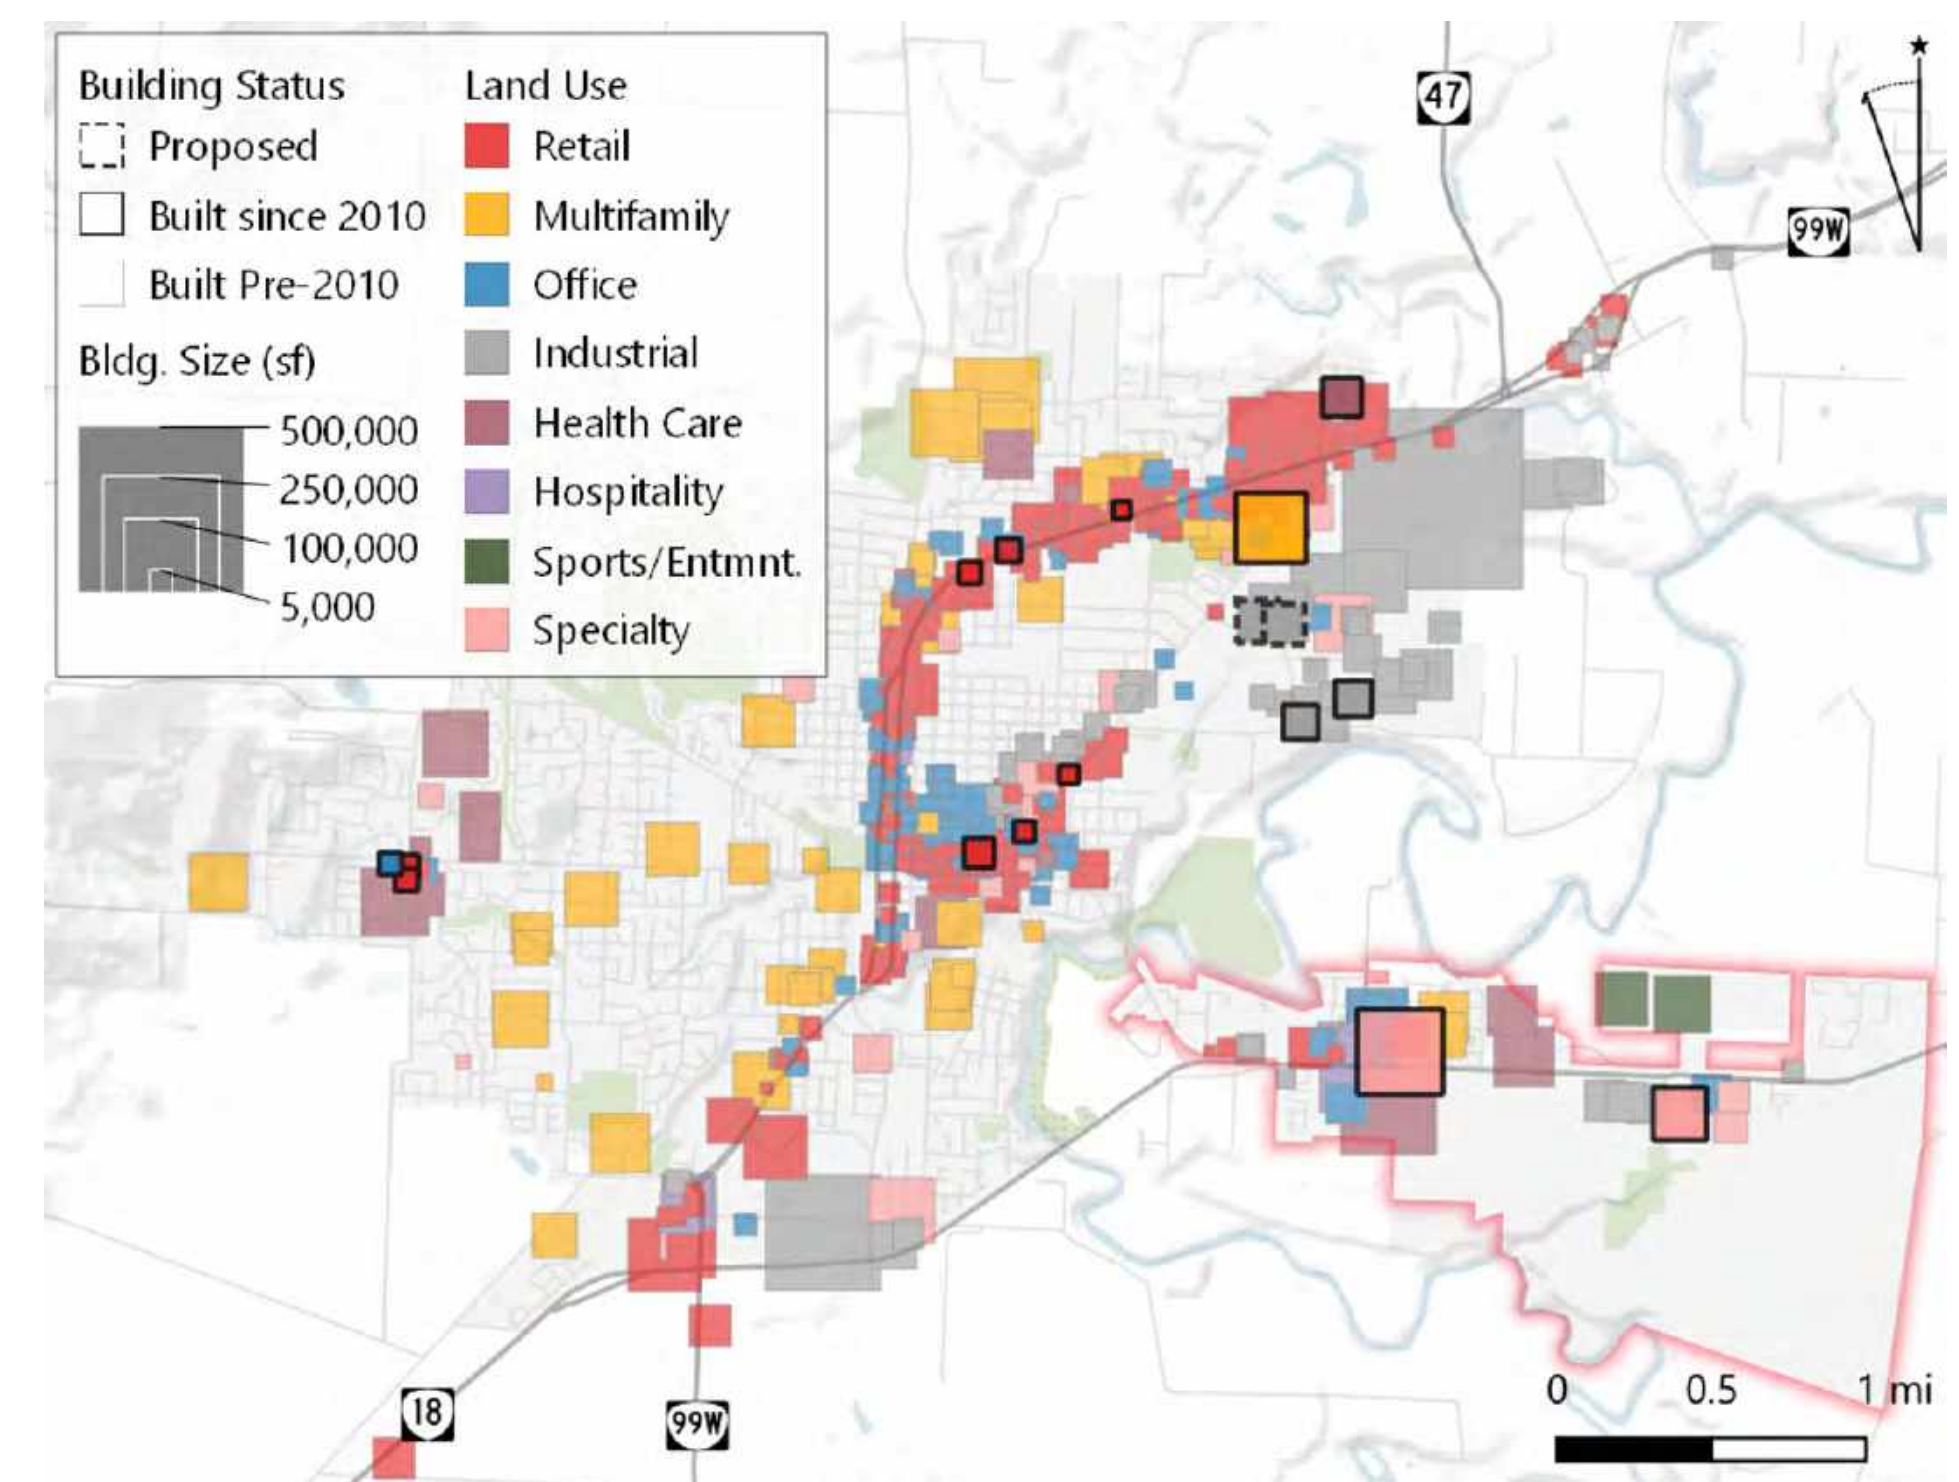 Building Status
Proposed
Built since 2010
Built Pre-2010
Bldg. Size (sf)
500,000
250,000
100,000
5,000
Land Use
Retail
Multifamily
Office
Industrial
Health Care
Hospitality
Sports/Entmnt.
Specialty
47
99W
18
99W
0 0.5 1 mi